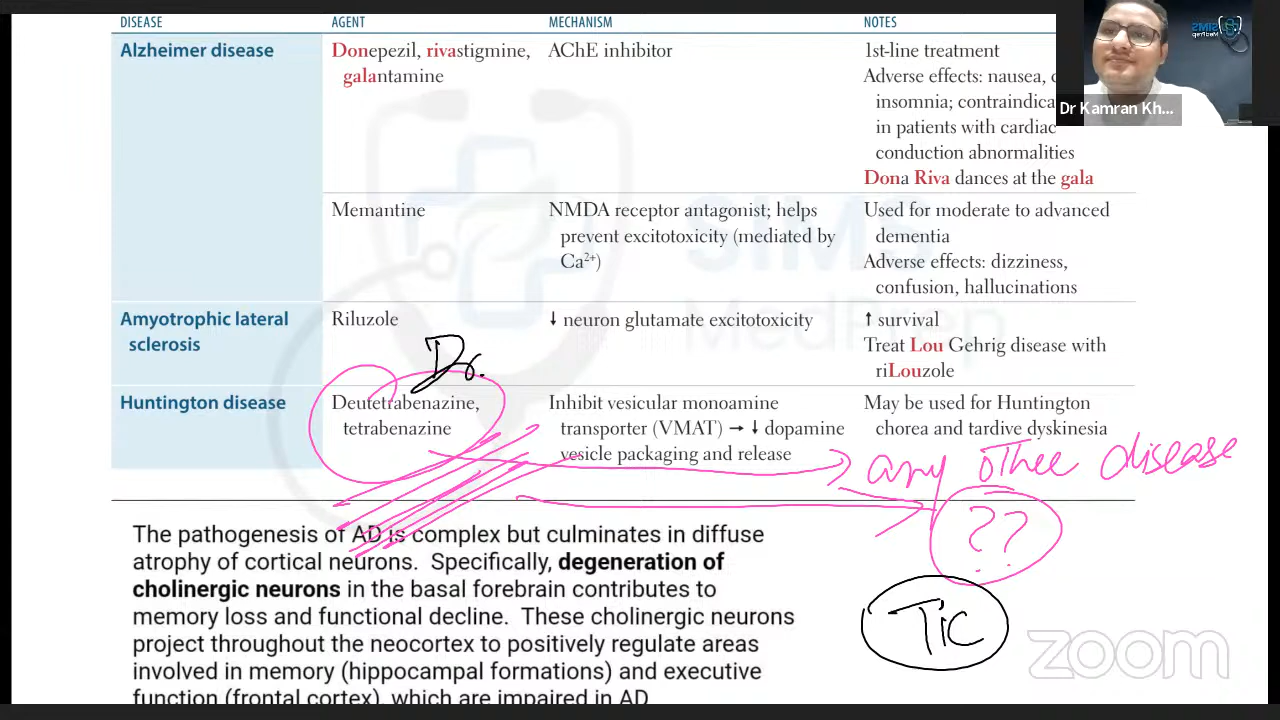 DISEASE AGENT MECHANISM NOTES
Alzheimer disease Donepezil, rivastigmine, AChE inhibitor 1st-line treatment
galantamine Adverse effects: nausea,
insomnia; contraindica
in patients with cardiac
conduction abnormalities
Dona Riva dances at the gala
Memantine NMDA receptor antagonist; helps Used for moderate to advanced
prevent excitotoxicity (mediated by dementia
Ca2+) Adverse effects: dizziness,
confusion, hallucinations
Amyotrophic lateral Riluzole ↓ neuron glutamate excitotoxicity ↑ survival
sclerosis Treat Lou Gehrig disease with
riLouzole
Dr.
Huntington disease Deutetrabenazine, Inhibit vesicular monoamine May be used for Huntington
tetrabenazine transporter (VMAT) → ↓ dopamine chorea and tardive dyskinesia
vesicle packaging and release
any othee disease
??
Tic
The pathogenesis of AD is complex but culminates in diffuse
atrophy of cortical neurons. Specifically, degeneration of
cholinergic neurons in the basal forebrain contributes to
memory loss and functional decline. These cholinergic neurons
project throughout the neocortex to positively regulate areas
involved in memory (hippocampal formations) and executive
function (frontal cortex), which are impaired in AD
Dr Kamran Kh...
SIMS
MedPrep
zoom